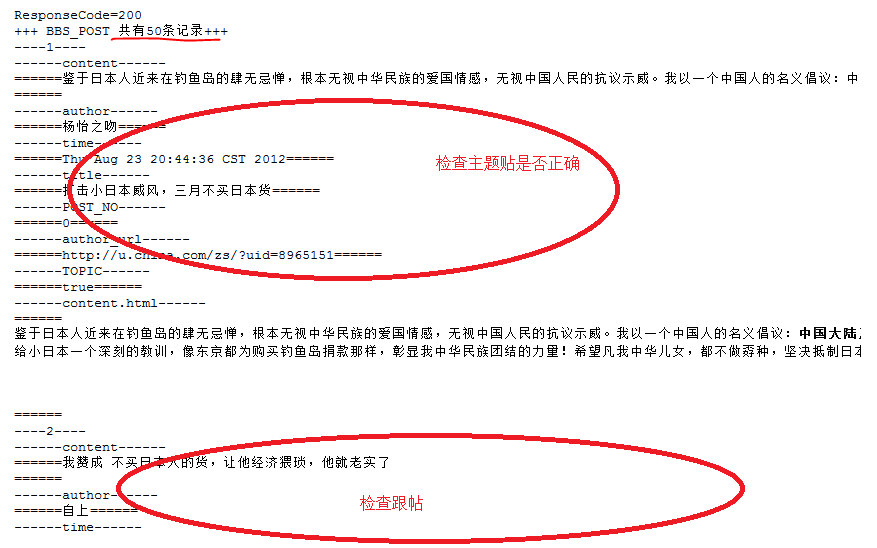 ResponseCode=200
+++ BBS_POST 共有50条记录+++
----1----
------content------
======鉴于日本人近来在钓鱼岛的肆无忌惮，根本无视中华民族的爱国情感，无视中国人民的抗议示威。我以一个中国人的名义倡议：中
======
------author------
======杨怡之吻======
------time------
======Thu Aug 23 20:44:36 CST 2012======
检查主题贴是否正确
------title------
======打击小日本威风，三月不买日本货======
------POST_NO------
======0======
------author_url------
======http://u.china.com/zs/?uid=8965151======
------TOPIC------
======true======
------content.html------
======
鉴于日本人近来在钓鱼岛的肆无忌惮，根本无视中华民族的爱国情感，无视中国人民的抗议示威。我以一个中国人的名义倡议：中国大陆
给小日本一个深刻的教训，像东京都为购买钓鱼岛捐款那样，彰显我中华民族团结的力量！希望凡我中华儿女，都不做孬种，坚决抵制日本
======
----2----
------content------
======我赞成 不买日本人的货，让他经济猥琐，他就老实了
======
------author------
检查跟帖
======自上======
------time------